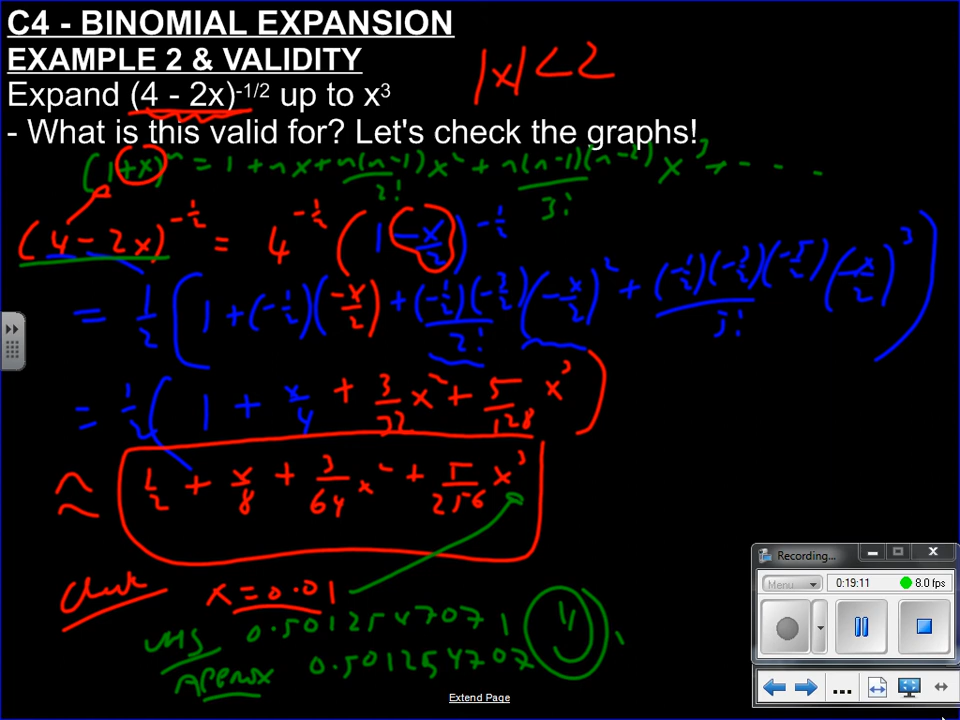 C4 - BINOMIAL EXPANSION
EXAMPLE 2 & VALIDITY
|x| < 2
Expand (4 - 2x)^-1/2 up to x³
- What is this valid for? Let's check the graphs!
(1+x)^n = 1 + nx + n(n-1)/2! x² + n(n-1)(n-2)/3! x³ + - - - .
(4 - 2x)^-1/2 = 4^-1/2 (1 - x/2)^-1/2
= 1/2 (1 + (-1/2)(-x/2) + (-1/2)(-3/2)/2! (-x/2)² + (-1/2)(-3/2)(-5/2)/3! (-x/2)³)
= 1/2 (1 + x/4 + 3/32 x² + 5/128 x³)
≈ 1/2 + x/8 + 3/64 x² + 5/256 x³
Check x = 0.01
LHS 0.5012547071
Approx 0.501254707
Recording...
Menu
0:19:11
8.0 fps
Extend Page